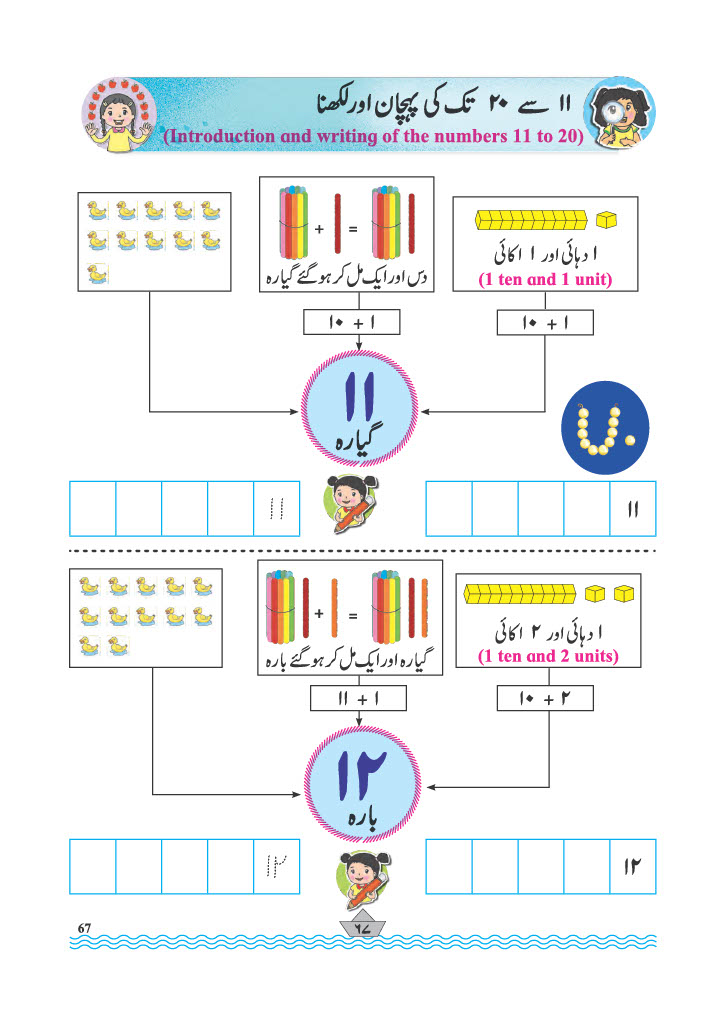 ۱۱ سے ۲۰ تک کی پہچان اور لکھنا
(Introduction and writing of the numbers 11 to 20)
+ =
دس اور ایک مل کر ہو گئے گیارہ
۱ دہائی اور ۱ اکائی
(1 ten and 1 unit)
۱۰ + ۱
۱۰ + ۱
۱۱
گیارہ
۱۱
۱۱
+ =
گیارہ اور ایک مل کر ہو گئے بارہ
۱ دہائی اور ۲ اکائی
(1 ten and 2 units)
۱۱ + ۱
۱۰ + ۲
۱۲
بارہ
۱۲
۱۲
67
۶۷